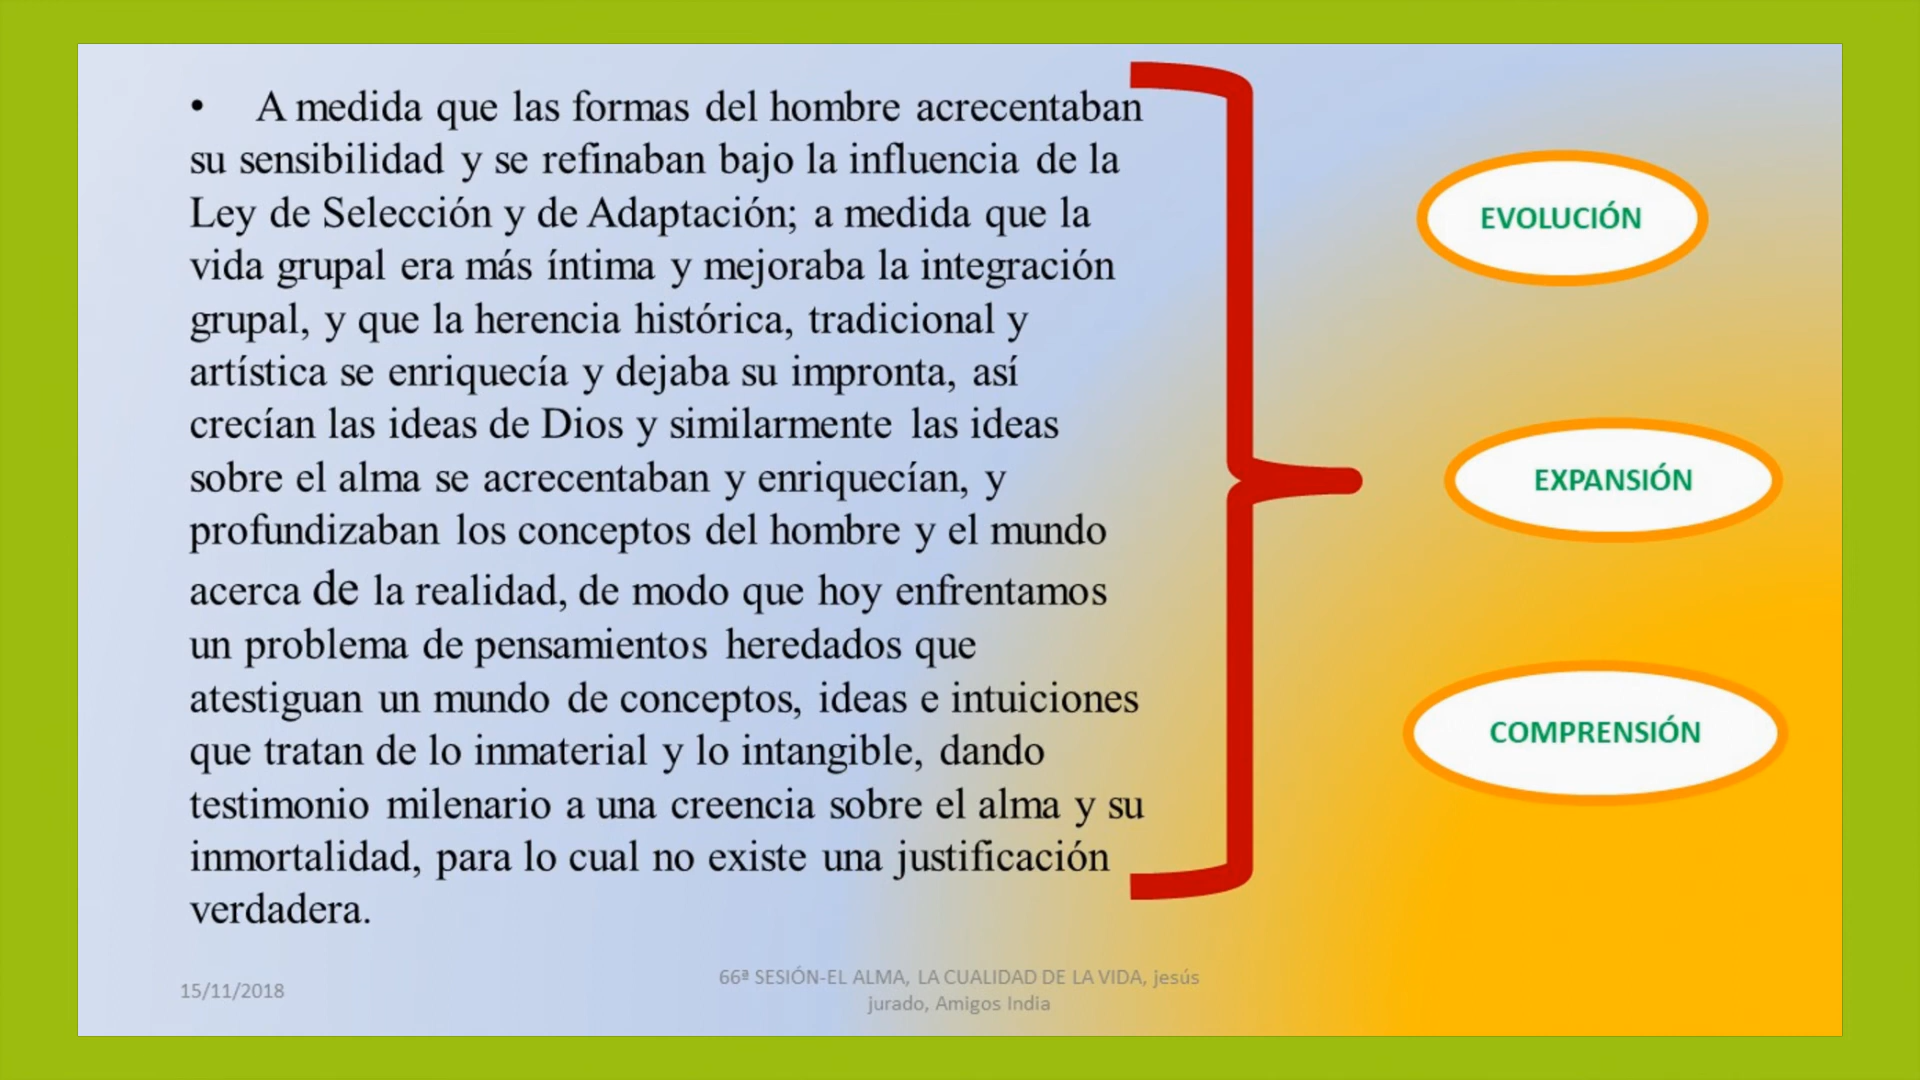 • A medida que las formas del hombre acrecentaban
su sensibilidad y se refinaban bajo la influencia de la
Ley de Selección y de Adaptación; a medida que la
vida grupal era más íntima y mejoraba la integración
grupal, y que la herencia histórica, tradicional y
artística se enriquecía y dejaba su impronta, así
crecían las ideas de Dios y similarmente las ideas
sobre el alma se acrecentaban y enriquecían, y
profundizaban los conceptos del hombre y el mundo
acerca de la realidad, de modo que hoy enfrentamos
un problema de pensamientos heredados que
atestiguan un mundo de conceptos, ideas e intuiciones
que tratan de lo inmaterial y lo intangible, dando
testimonio milenario a una creencia sobre el alma y su
inmortalidad, para lo cual no existe una justificación
verdadera.
EVOLUCIÓN
EXPANSIÓN
COMPRENSIÓN
15/11/2018
66ª SESIÓN-EL ALMA, LA CUALIDAD DE LA VIDA, jesús
jurado, Amigos India